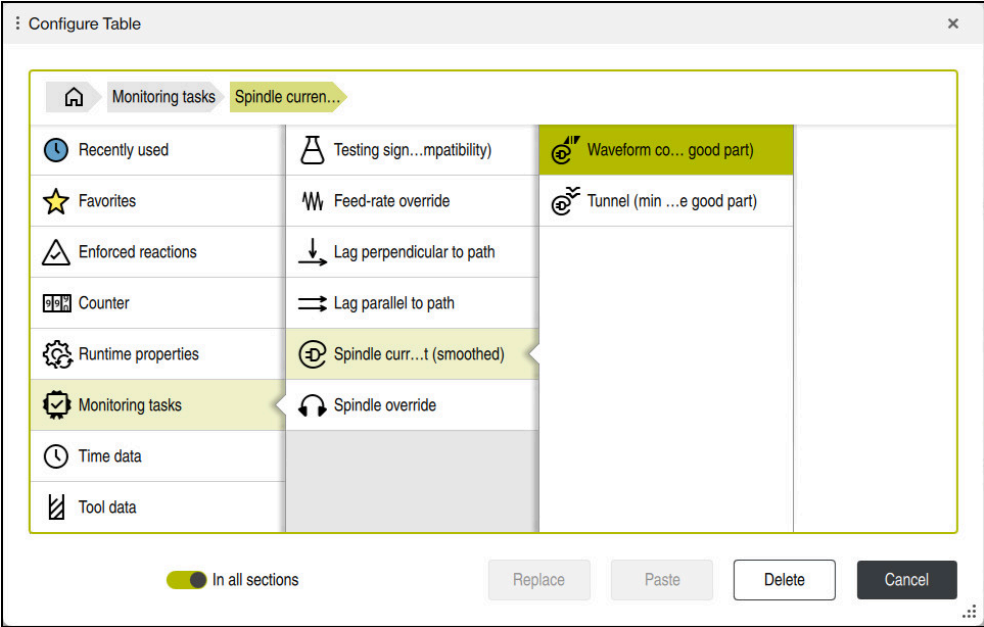 Configure Table
Monitoring tasks
Spindle curren...
Recently used
Favorites
Enforced reactions
Counter
Runtime properties
Monitoring tasks
Time data
Tool data
Testing sign...mpatibility)
Feed-rate override
Lag perpendicular to path
Lag parallel to path
Spindle curr...t (smoothed)
Spindle override
Waveform co... good part)
Tunnel (min ...e good part)
In all sections
Replace
Paste
Delete
Cancel